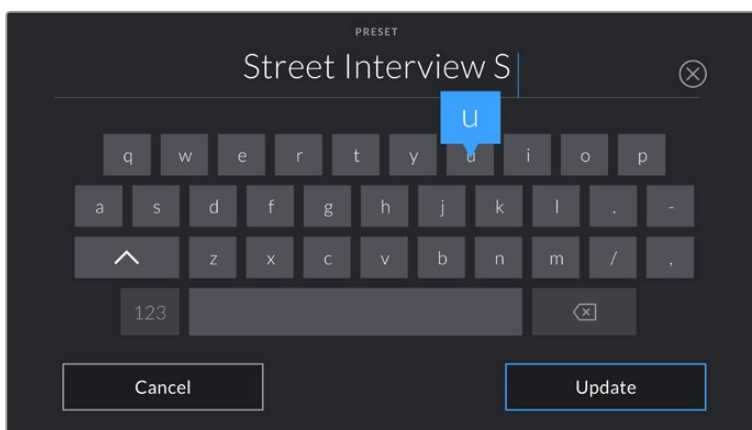 PRESET
Street Interview S
u
q w e r t y u i o p
a s d f g h j k l . -
z x c v b n m / ,
123
Cancel Update